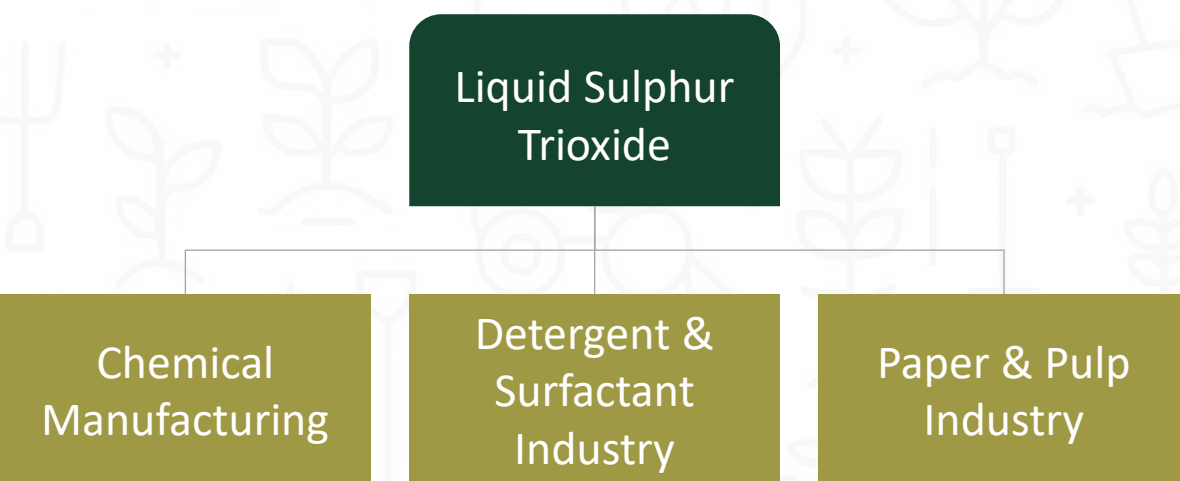 Liquid Sulphur
Trioxide
Chemical
Manufacturing
Detergent &
Surfactant
Industry
Paper & Pulp
Industry